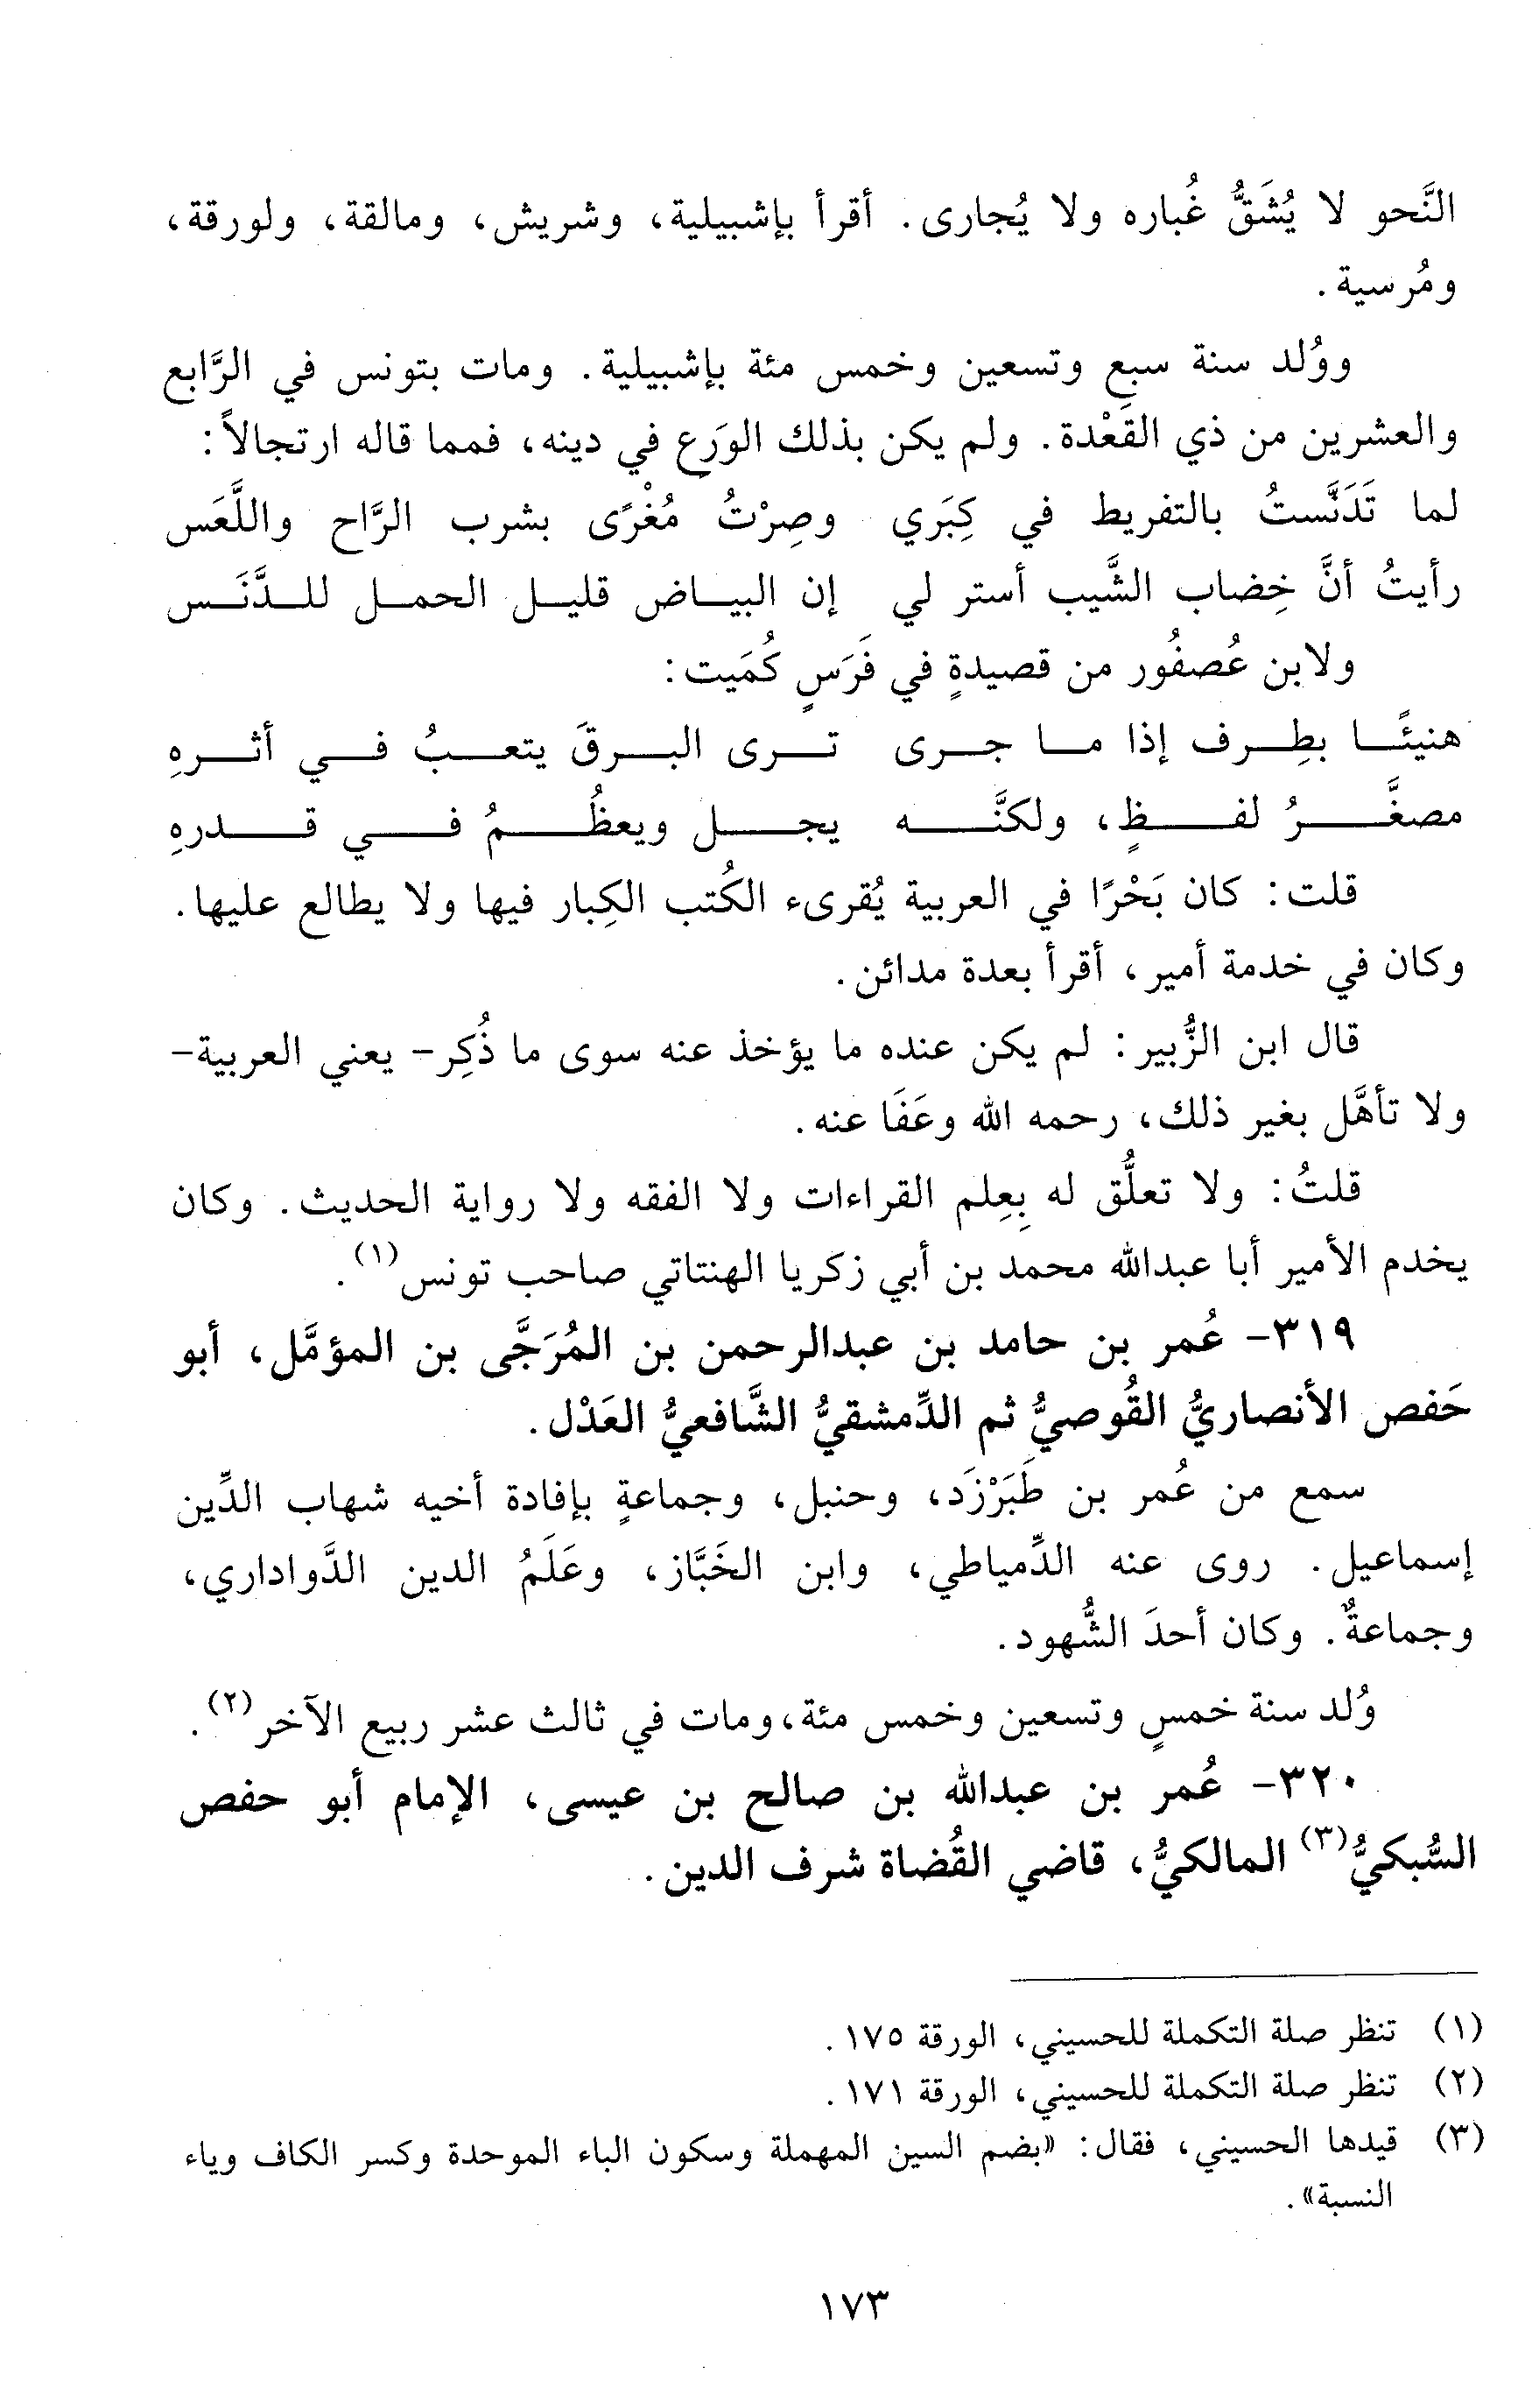 النَّحو لا يُشَقُّ غُباره ولا يُجارى. أقرأ بإشبيلية، وشريش، ومالقة، ولورقة،
ومُرسية.
ووُلد سنة سبع وتسعين وخمس مئة بإشبيلية. ومات بتونس في الرَّابع
والعشرين من ذي القَعْدة. ولم يكن بذلك الوَرِع في دينه، فمما قاله ارتجالاً:
لما تَدَنَّستُ بالتفريط في كِبَري وصِرْتُ مُغْرًى بشرب الرَّاح واللَّعَس
رأيتُ أنَّ خِضاب الشَّيب أستر لي إن البياض قليل الحمل للدَّنَس
ولابن عُصفُور من قصيدةٍ في فَرَسٍ كُمَيت:
هنيئًا بطِرف إذا ما جرى ترى البرقَ يتعبُ في أثرهِ
مصغَّرُ لفظٍ، ولكنَّه يجل ويعظُمُ في قدرهِ
قلت: كان بَحْرًا في العربية يُقرىء الكُتب الكِبار فيها ولا يطالع عليها.
وكان في خدمة أمير، أقرأ بعدة مدائن.
قال ابن الزُّبير: لم يكن عنده ما يؤخذ عنه سوى ما ذُكِر- يعني العربية-
ولا تأهَّل بغير ذلك، رحمه الله وعَفَا عنه.
قلتُ: ولا تعلُّق له بِعِلم القراءات ولا الفقه ولا رواية الحديث. وكان
يخدم الأمير أبا عبدالله محمد بن أبي زكريا الهنتاتي صاحب تونس(١).
٣١٩- عُمر بن حامد بن عبدالرحمن بن المُرَجَّى بن المؤمَّل، أبو
حَفص الأنصاريُّ القُوصيُّ ثم الدِّمشقيُّ الشَّافعيُّ العَدْل.
سمع من عُمر بن طَبَرْزَد، وحنبل، وجماعةٍ بإفادة أخيه شهاب الدِّين
إسماعيل. روى عنه الدِّمياطي، وابن الخَبَّاز، وعَلَمُ الدين الدَّواداري،
وجماعةٌ. وكان أحدَ الشُّهود.
وُلد سنة خمسٍ وتسعين وخمس مئة،ومات في ثالث عشر ربيع الآخر(٢).
٣٢٠- عُمر بن عبدالله بن صالح بن عيسى، الإمام أبو حفص
السُّبكيُّ(٣) المالكيُّ، قاضي القُضاة شرف الدين.
(١) تنظر صلة التكملة للحسيني، الورقة ١٧٥.
(٢) تنظر صلة التكملة للحسيني، الورقة ١٧١.
(٣) قيدها الحسيني، فقال: «بضم السين المهملة وسكون الباء الموحدة وكسر الكاف وياء
النسبة».
١٧٣